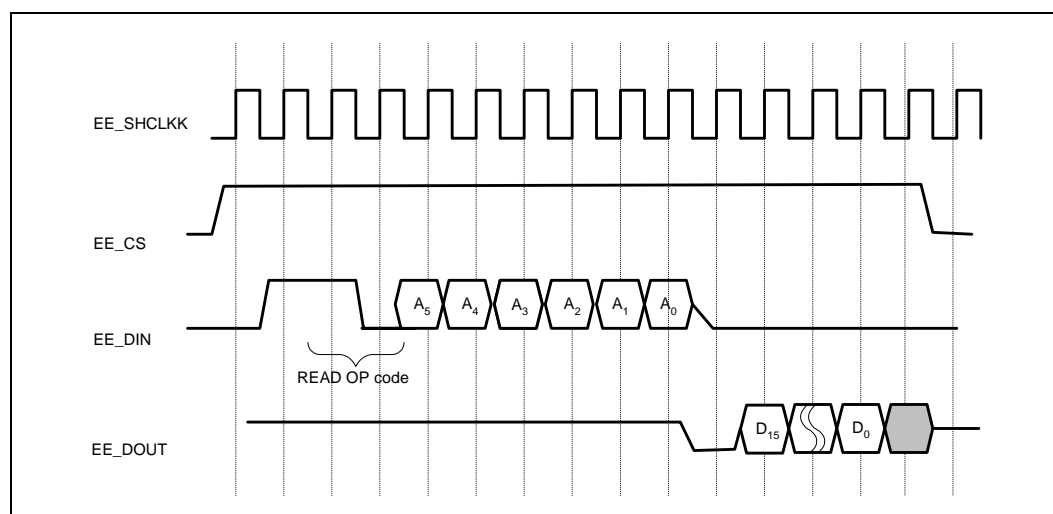 EE_SHCLKK
EE_CS
A5 A4 A3 A2 A1 A0
EE_DIN
READ OP code
D15 D0
EE_DOUT